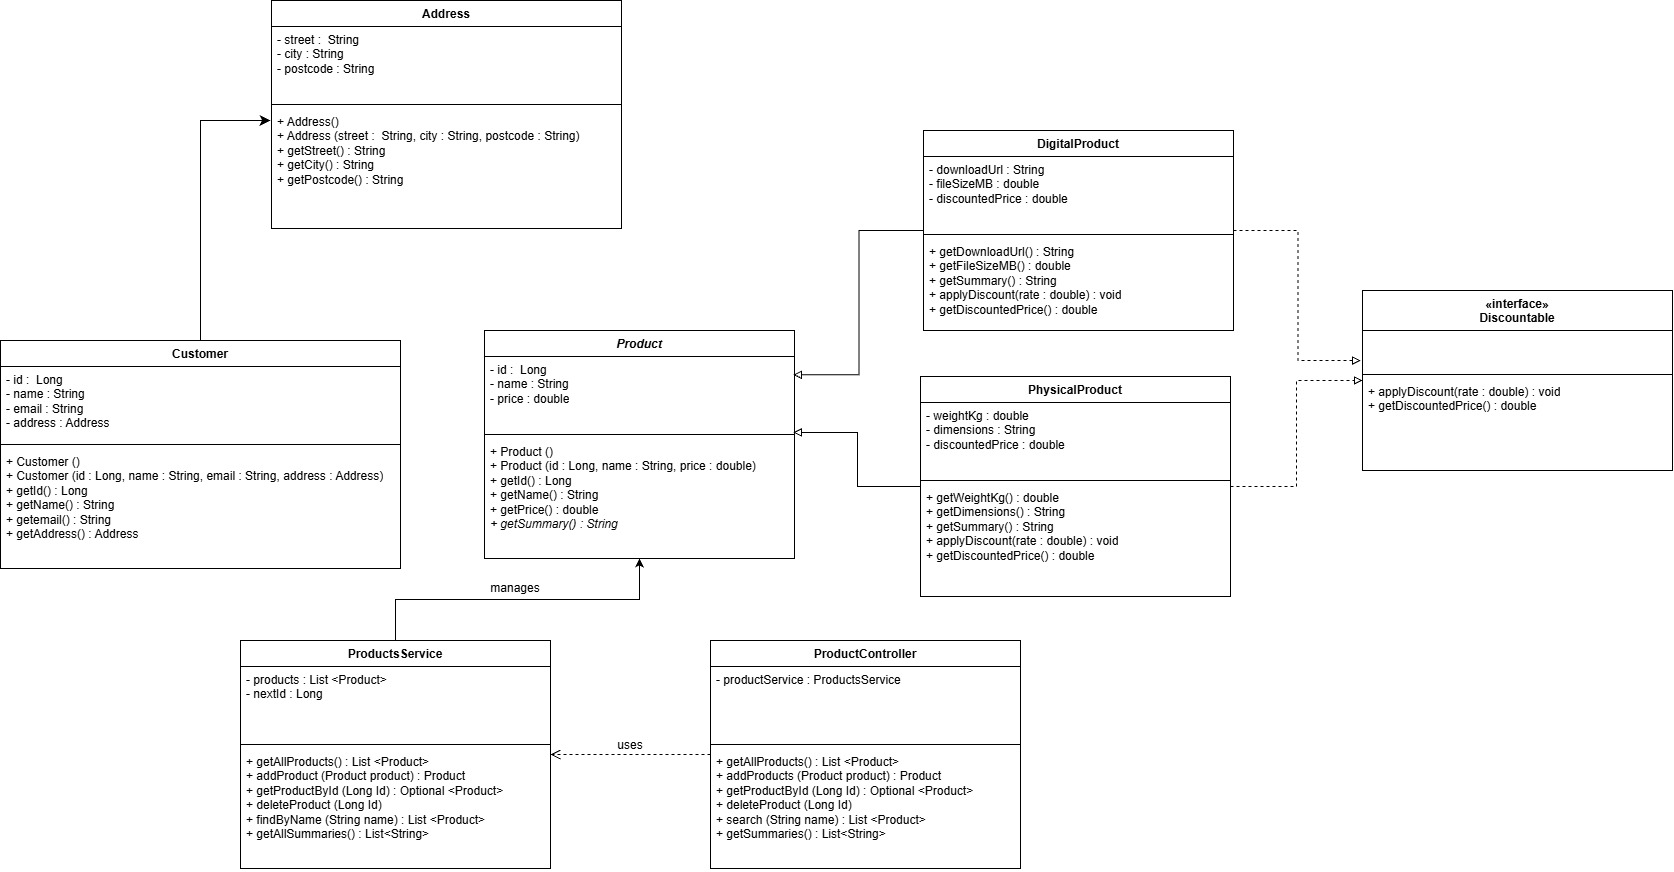 Address
- street :  String
- city : String
- postcode : String
+ Address()
+ Address (street :  String, city : String, postcode : String)
+ getStreet() : String
+ getCity() : String
+ getPostcode() : String
DigitalProduct
- downloadUrl : String
- fileSizeMB : double
- discountedPrice : double
+ getDownloadUrl() : String
+ getFileSizeMB() : double
+ getSummary() : String
+ applyDiscount(rate : double) : void
+ getDiscountedPrice() : double
«interface»
Discountable
+ applyDiscount(rate : double) : void
+ getDiscountedPrice() : double
Customer
- id :  Long
- name : String
- email : String
- address : Address
+ Customer ()
+ Customer (id : Long, name : String, email : String, address : Address)
+ getId() : Long
+ getName() : String
+ getemail() : String
+ getAddress() : Address
Product
- id :  Long
- name : String
- price : double
+ Product ()
+ Product (id : Long, name : String, price : double)
+ getId() : Long
+ getName() : String
+ getPrice() : double
+ getSummary() : String
PhysicalProduct
- weightKg : double
- dimensions : String
- discountedPrice : double
+ getWeightKg() : double
+ getDimensions() : String
+ getSummary() : String
+ applyDiscount(rate : double) : void
+ getDiscountedPrice() : double
manages
ProductsService
- products : List <Product>
- nextId : Long
+ getAllProducts() : List <Product>
+ addProduct (Product product) : Product
+ getProductById (Long Id) : Optional <Product>
+ deleteProduct (Long Id)
+ findByName (String name) : List <Product>
+ getAllSummaries() : List<String>
uses
ProductController
- productService : ProductsService
+ getAllProducts() : List <Product>
+ addProducts (Product product) : Product
+ getProductById (Long Id) : Optional <Product>
+ deleteProduct (Long Id)
+ search (String name) : List <Product>
+ getSummaries() : List<String>